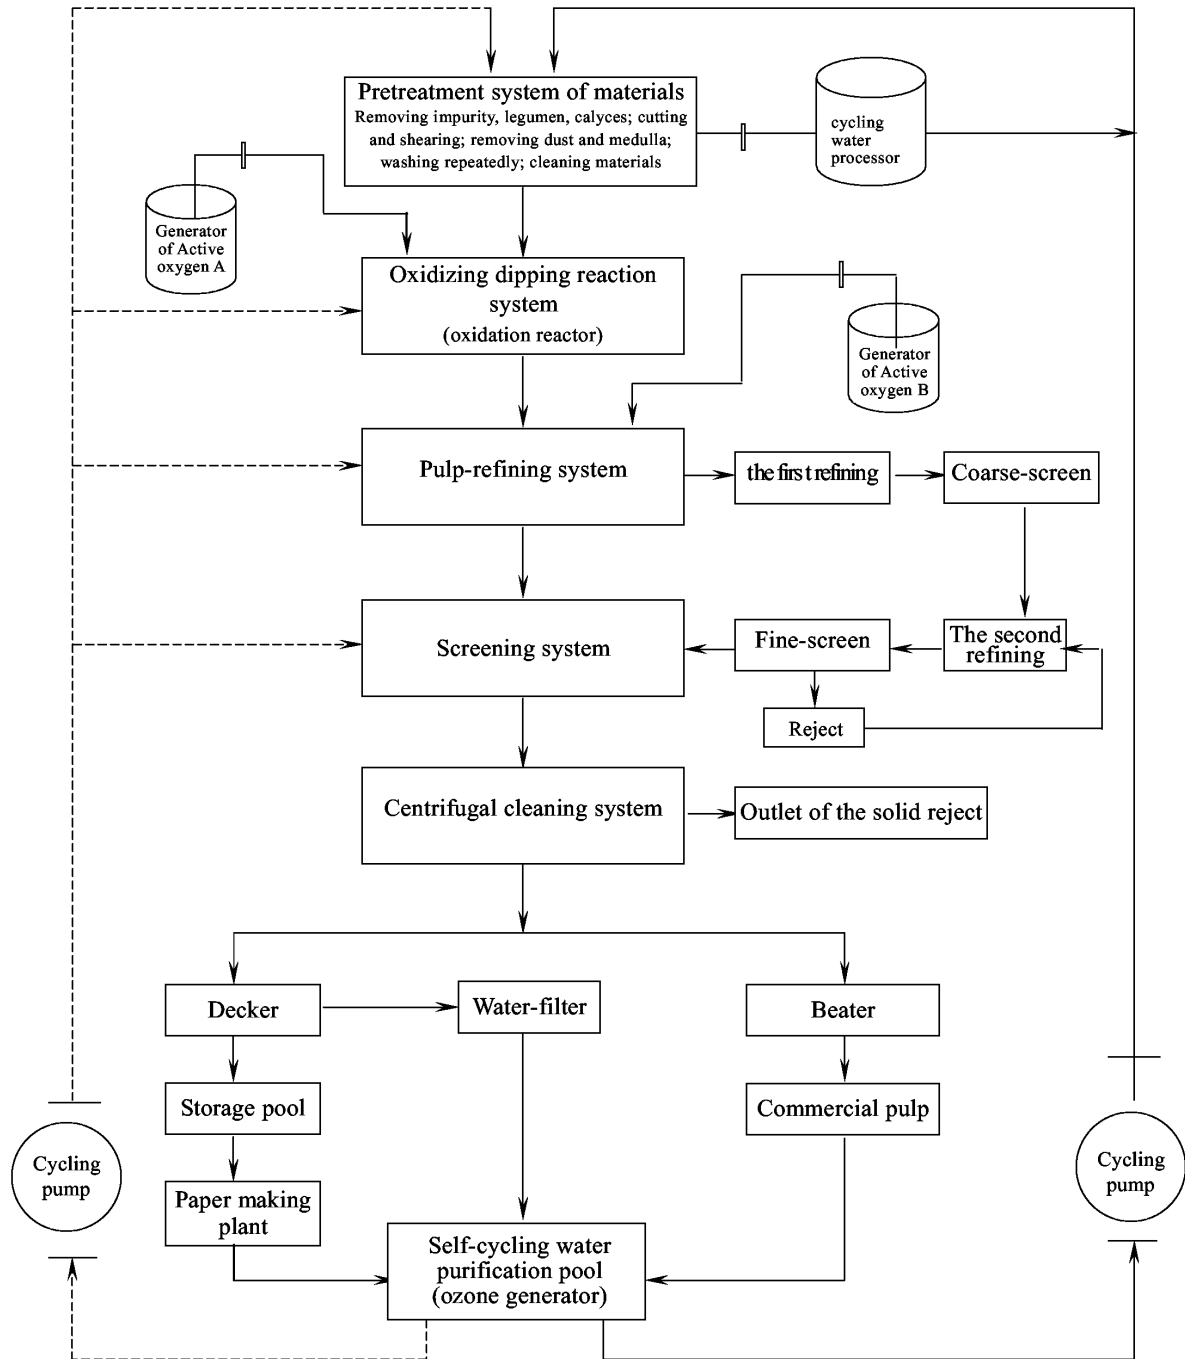 Pretreatment system of materials
Removing impurity, legumen, calyces; cutting
and shearing; removing dust and medulla;
washing repeatedly; cleaning materials
cycling
water
processor
Generator
of Active
oxygen A
Oxidizing dipping reaction
system
(oxidation reactor)
Generator
of Active
oxygen B
Pulp-refining system
the first refining
Coarse-screen
Screening system
Fine-screen
The second
refining
Reject
Centrifugal cleaning system
Outlet of the solid reject
Decker
Water-filter
Beater
Storage pool
Commercial pulp
Cycling
pump
Cycling
pump
Paper making
plant
Self-cycling water
purification pool
(ozone generator)